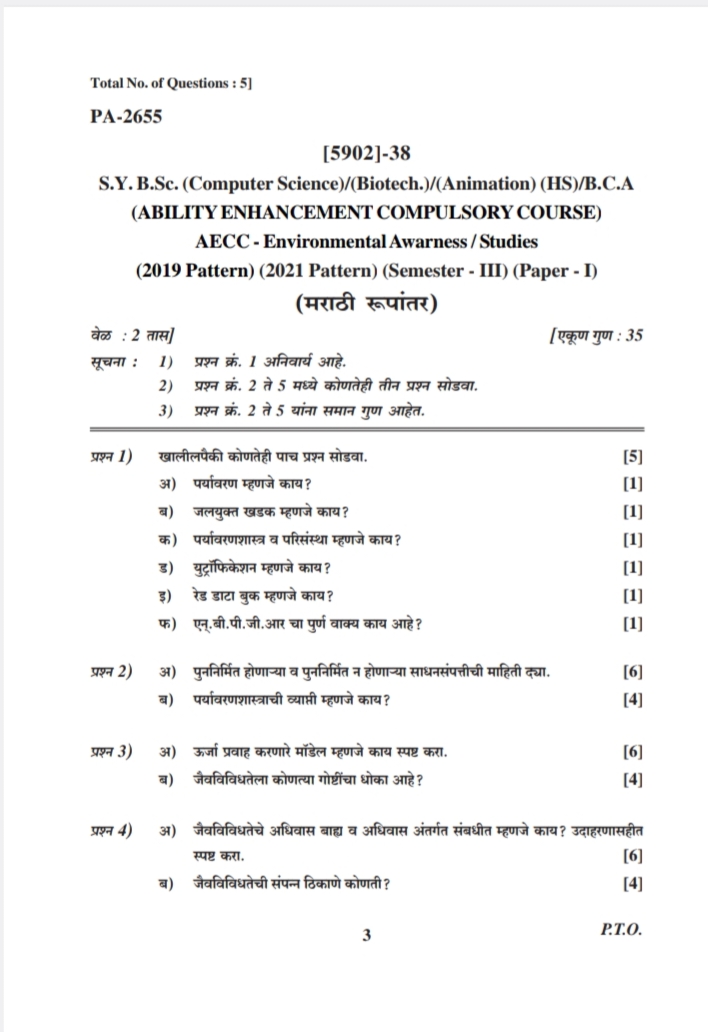 Total No. of Questions : 5]
PA-2655
[5902]-38
S.Y. B.Sc. (Computer Science)/(Biotech.)/(Animation) (HS)/B.C.A
(ABILITY ENHANCEMENT COMPULSORY COURSE)
AECC - Environmental Awarness / Studies
(2019 Pattern) (2021 Pattern) (Semester - III) (Paper - I)
(मराठी रूपांतर)
वेळ : 2 तास] [एकूण गुण : 35
सूचना : 1) प्रश्न क्रं. 1 अनिवार्य आहे.
2) प्रश्न क्रं. 2 ते 5 मध्ये कोणतेही तीन प्रश्न सोडवा.
3) प्रश्न क्रं. 2 ते 5 यांना समान गुण आहेत.
प्रश्न 1) खालीलपैकी कोणतेही पाच प्रश्न सोडवा. [5]
अ) पर्यावरण म्हणजे काय? [1]
ब) जलयुक्त खडक म्हणजे काय? [1]
क) पर्यावरणशास्त्र व परिसंस्था म्हणजे काय? [1]
ड) युट्रॉफिकेशन म्हणजे काय? [1]
इ) रेड डाटा बुक म्हणजे काय? [1]
फ) एन्.बी.पी.जी.आर चा पुर्ण वाक्य काय आहे? [1]
प्रश्न 2) अ) पुननिर्मित होणाऱ्या व पुननिर्मित न होणाऱ्या साधनसंपत्तीची माहिती द्या. [6]
ब) पर्यावरणशास्त्राची व्याप्ती म्हणजे काय? [4]
प्रश्न 3) अ) ऊर्जा प्रवाह करणारे मॉडेल म्हणजे काय स्पष्ट करा. [6]
ब) जैवविविधतेला कोणत्या गोष्टींचा धोका आहे? [4]
प्रश्न 4) अ) जैवविविधतेचे अधिवास बाह्य व अधिवास अंतर्गत संबधीत म्हणजे काय? उदाहरणासहीत
स्पष्ट करा. [6]
ब) जैवविविधतेची संपन्न ठिकाणे कोणती? [4]
3 P.T.O.